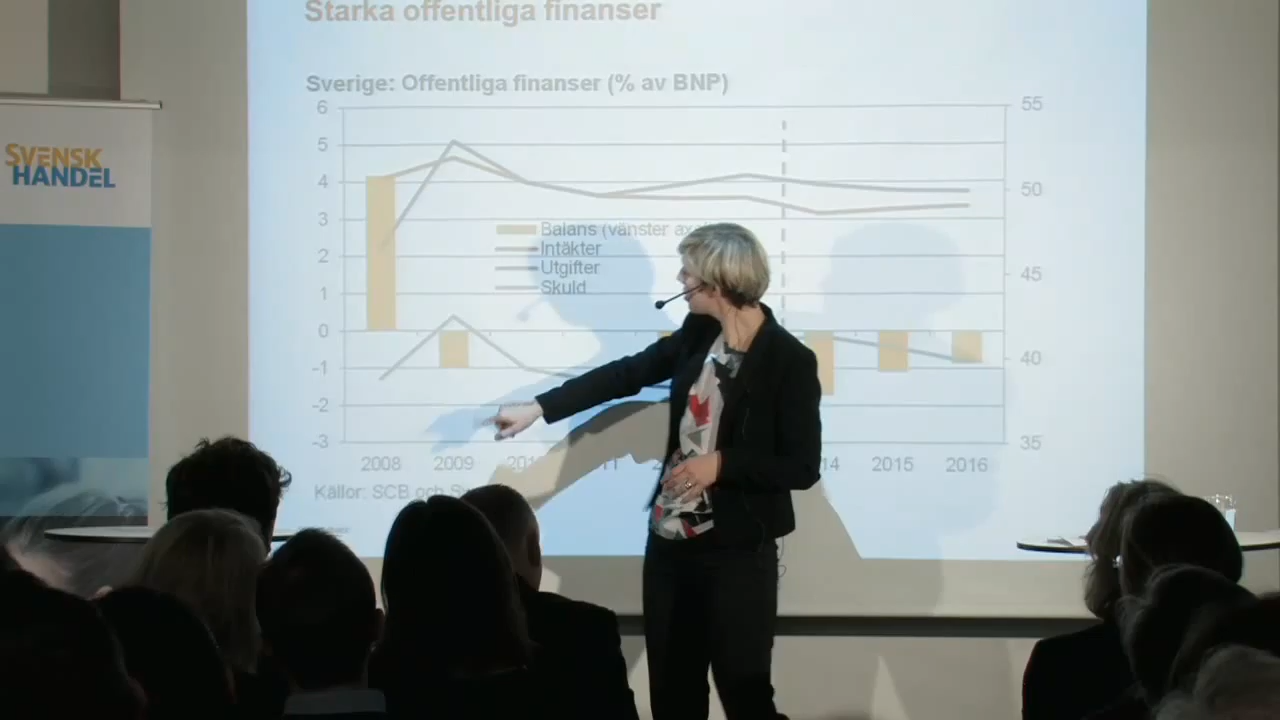 Starka offentliga finanser
Sverige: Offentliga finanser (% av BNP)
SVENSK
HANDEL
6
5
4
3
2
1
0
-1
-2
-3
55
50
45
40
35
Balans (vänster
Intäkter
Utgifter
Skuld
2008 2009 2015 2016
Källor: SCB och